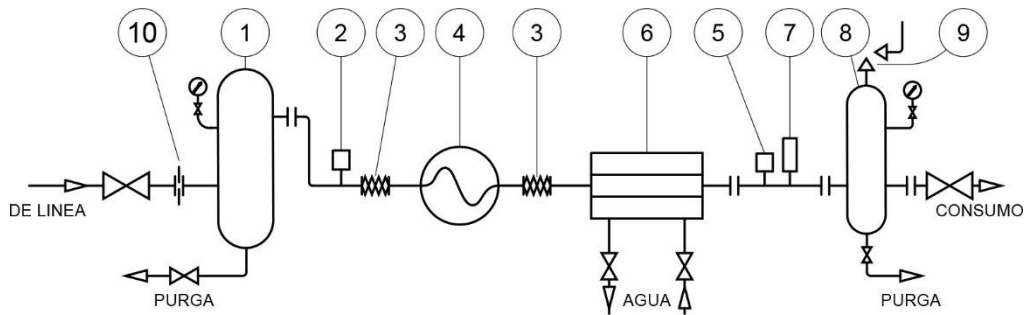 10 1 2 3 4 3 6 5 7 8 9
DE LINEA
CONSUMO
PURGA
AGUA
PURGA